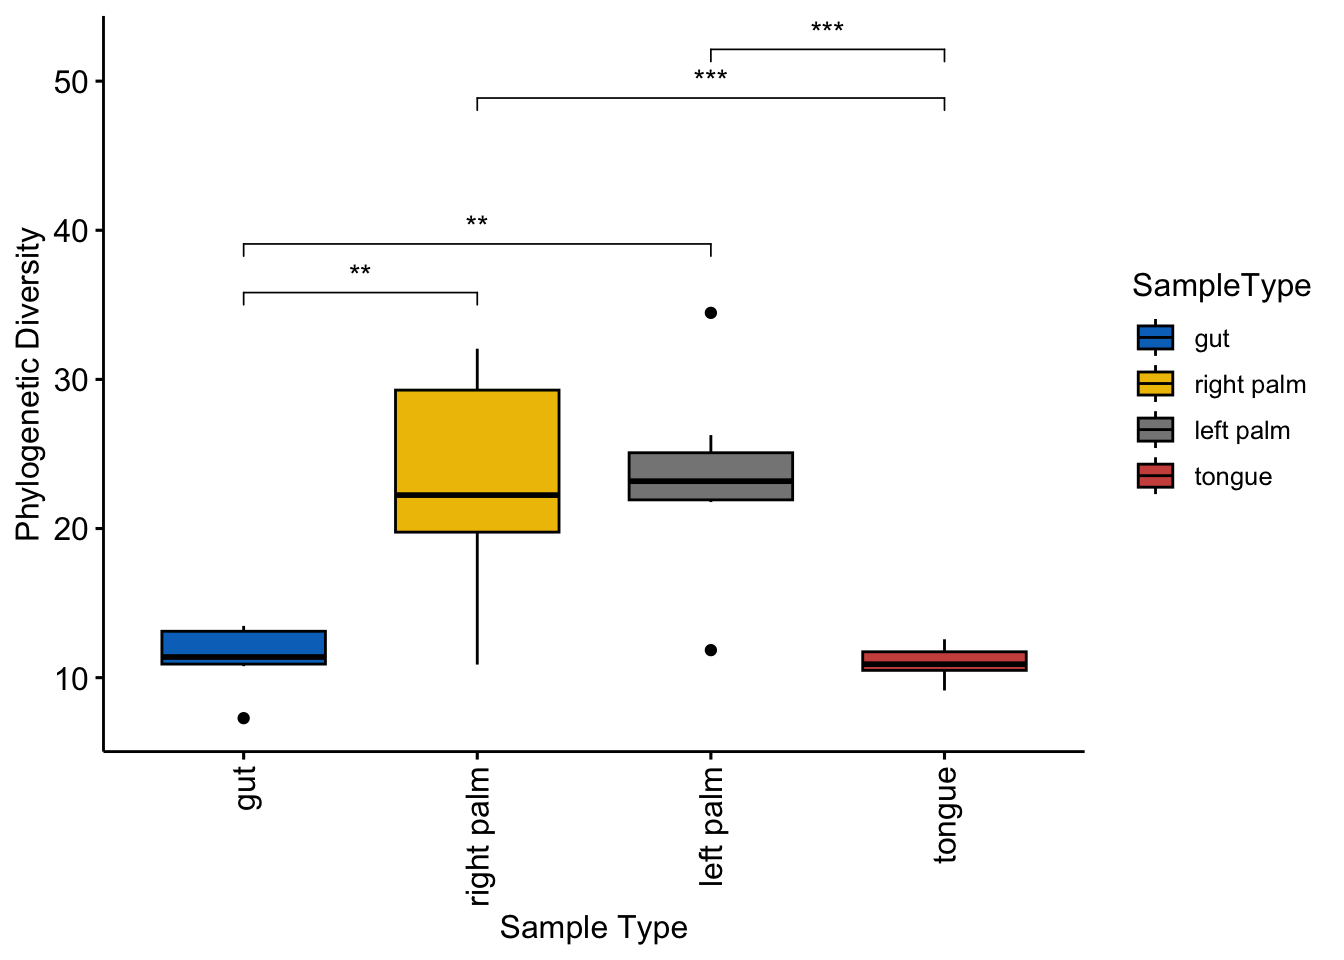 ***
***
**
**
50
40
30
20
10
Phylogenetic Diversity
gut
right palm
left palm
tongue
Sample Type
SampleType
gut
right palm
left palm
tongue